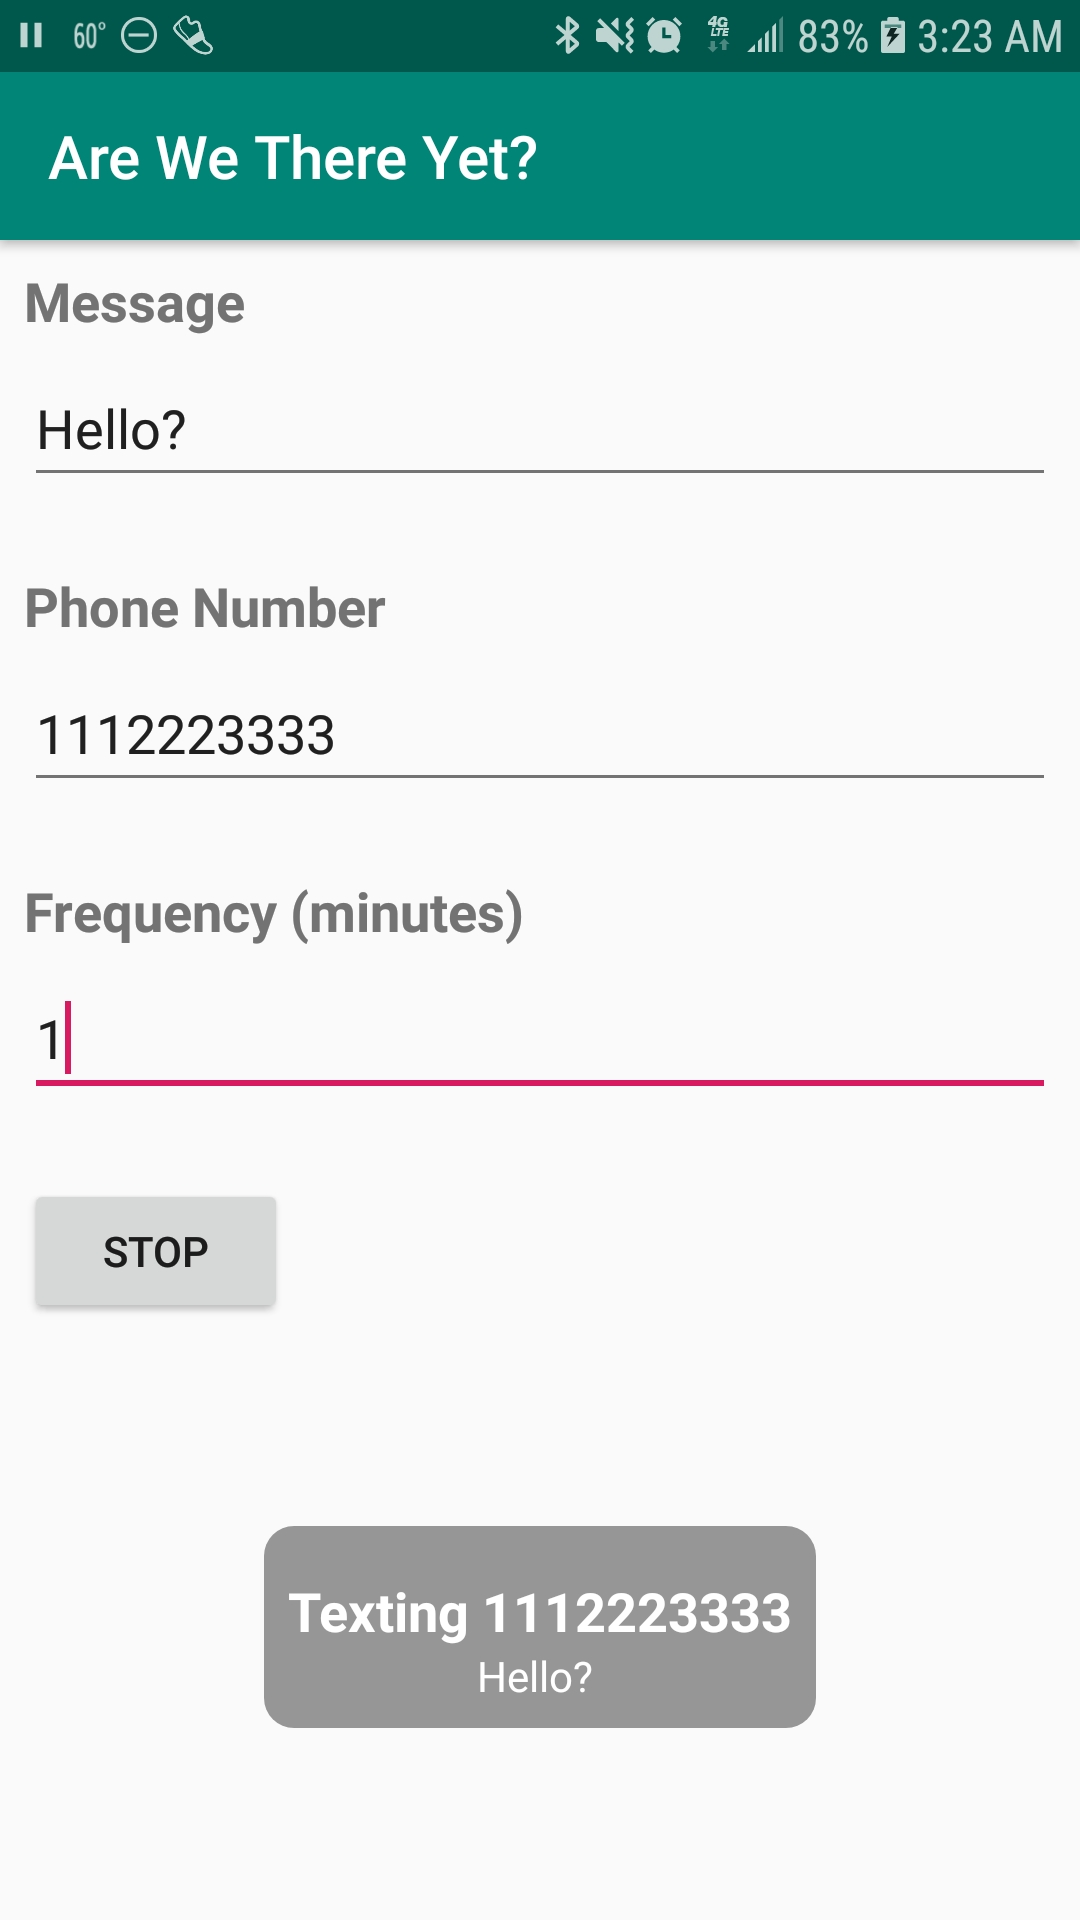 60° 4G LTE 83% 3:23 AM
Are We There Yet?
Message
Hello?
Phone Number
1112223333
Frequency (minutes)
1
STOP
Texting 1112223333
Hello?